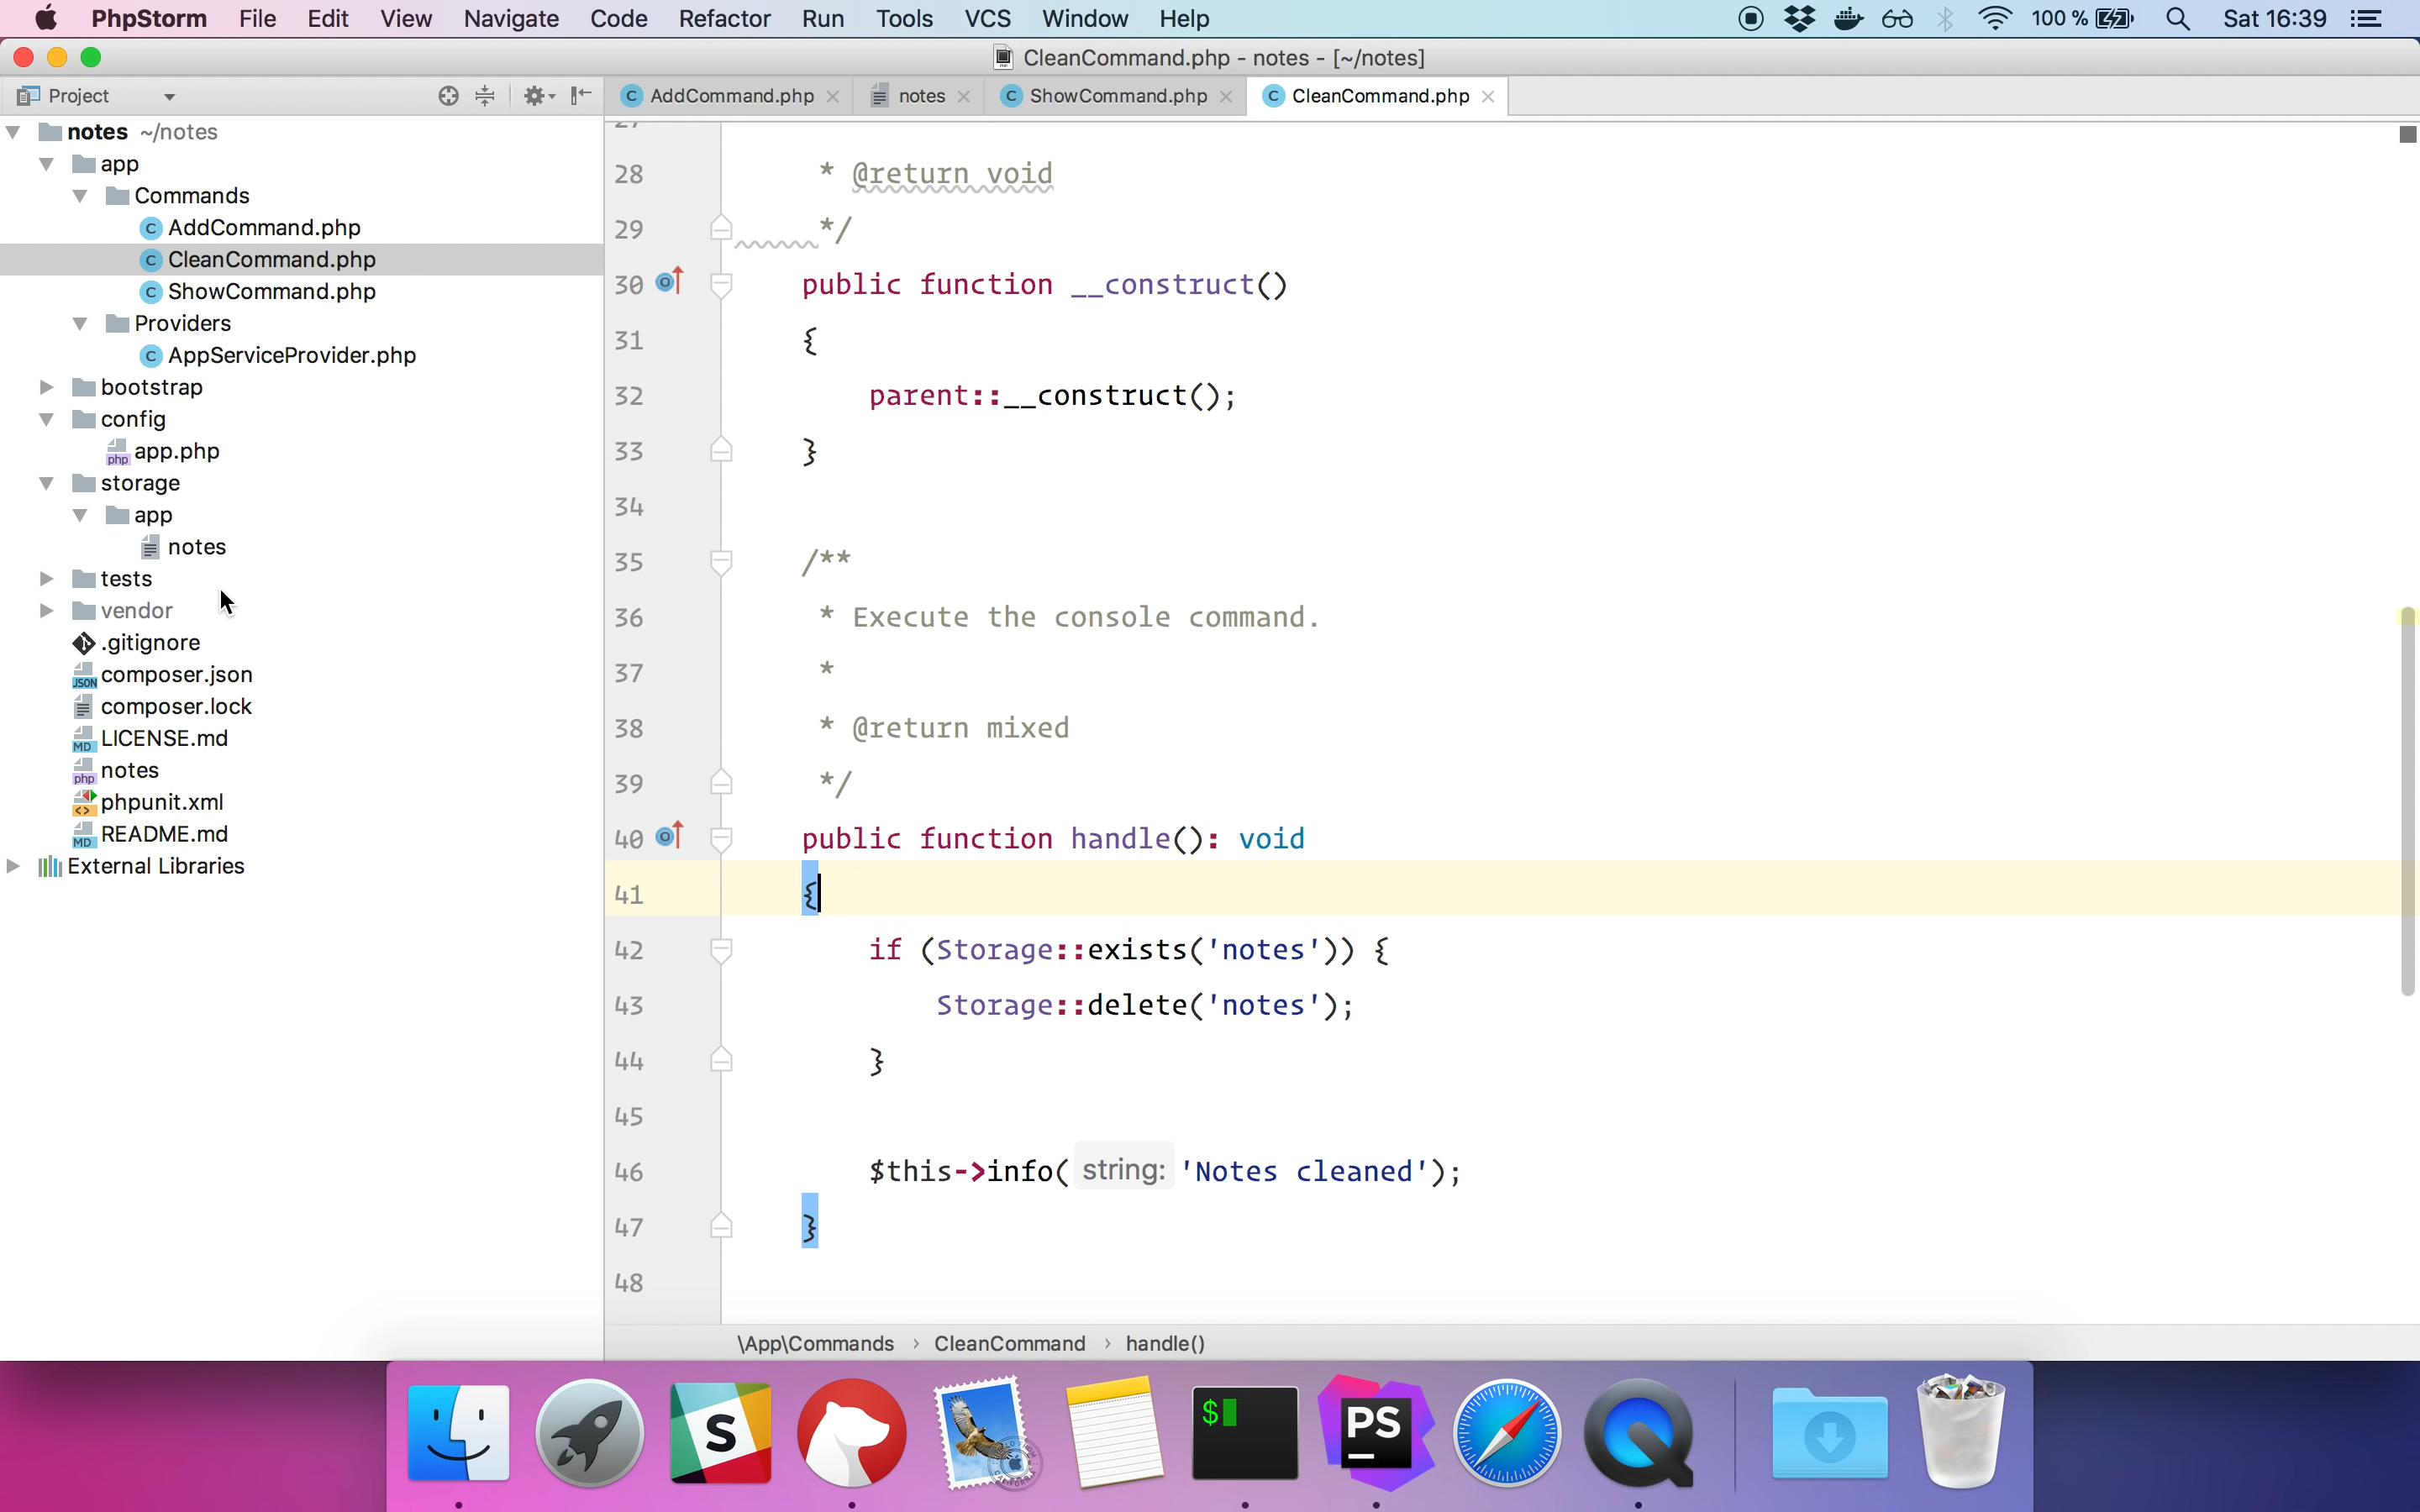 PhpStorm File Edit View Navigate Code Refactor Run Tools VCS Window Help 100 % Sat 16:39
CleanCommand.php - notes - [~/notes]
Project
AddCommand.php notes ShowCommand.php CleanCommand.php
notes ~/notes
app
Commands
AddCommand.php
CleanCommand.php
ShowCommand.php
Providers
AppServiceProvider.php
bootstrap
config
app.php
storage
app
notes
tests
vendor
.gitignore
composer.json
composer.lock
LICENSE.md
notes
phpunit.xml
README.md
External Libraries
27
28 * @return void
29 */
30 public function __construct()
31 {
32 parent::__construct();
33 }
34
35 /**
36 * Execute the console command.
37 *
38 * @return mixed
39 */
40 public function handle(): void
41 {
42 if (Storage::exists('notes')) {
43 Storage::delete('notes');
44 }
45
46 $this->info( string: 'Notes cleaned');
47 }
48
\App\Commands › CleanCommand › handle()
S $ PS